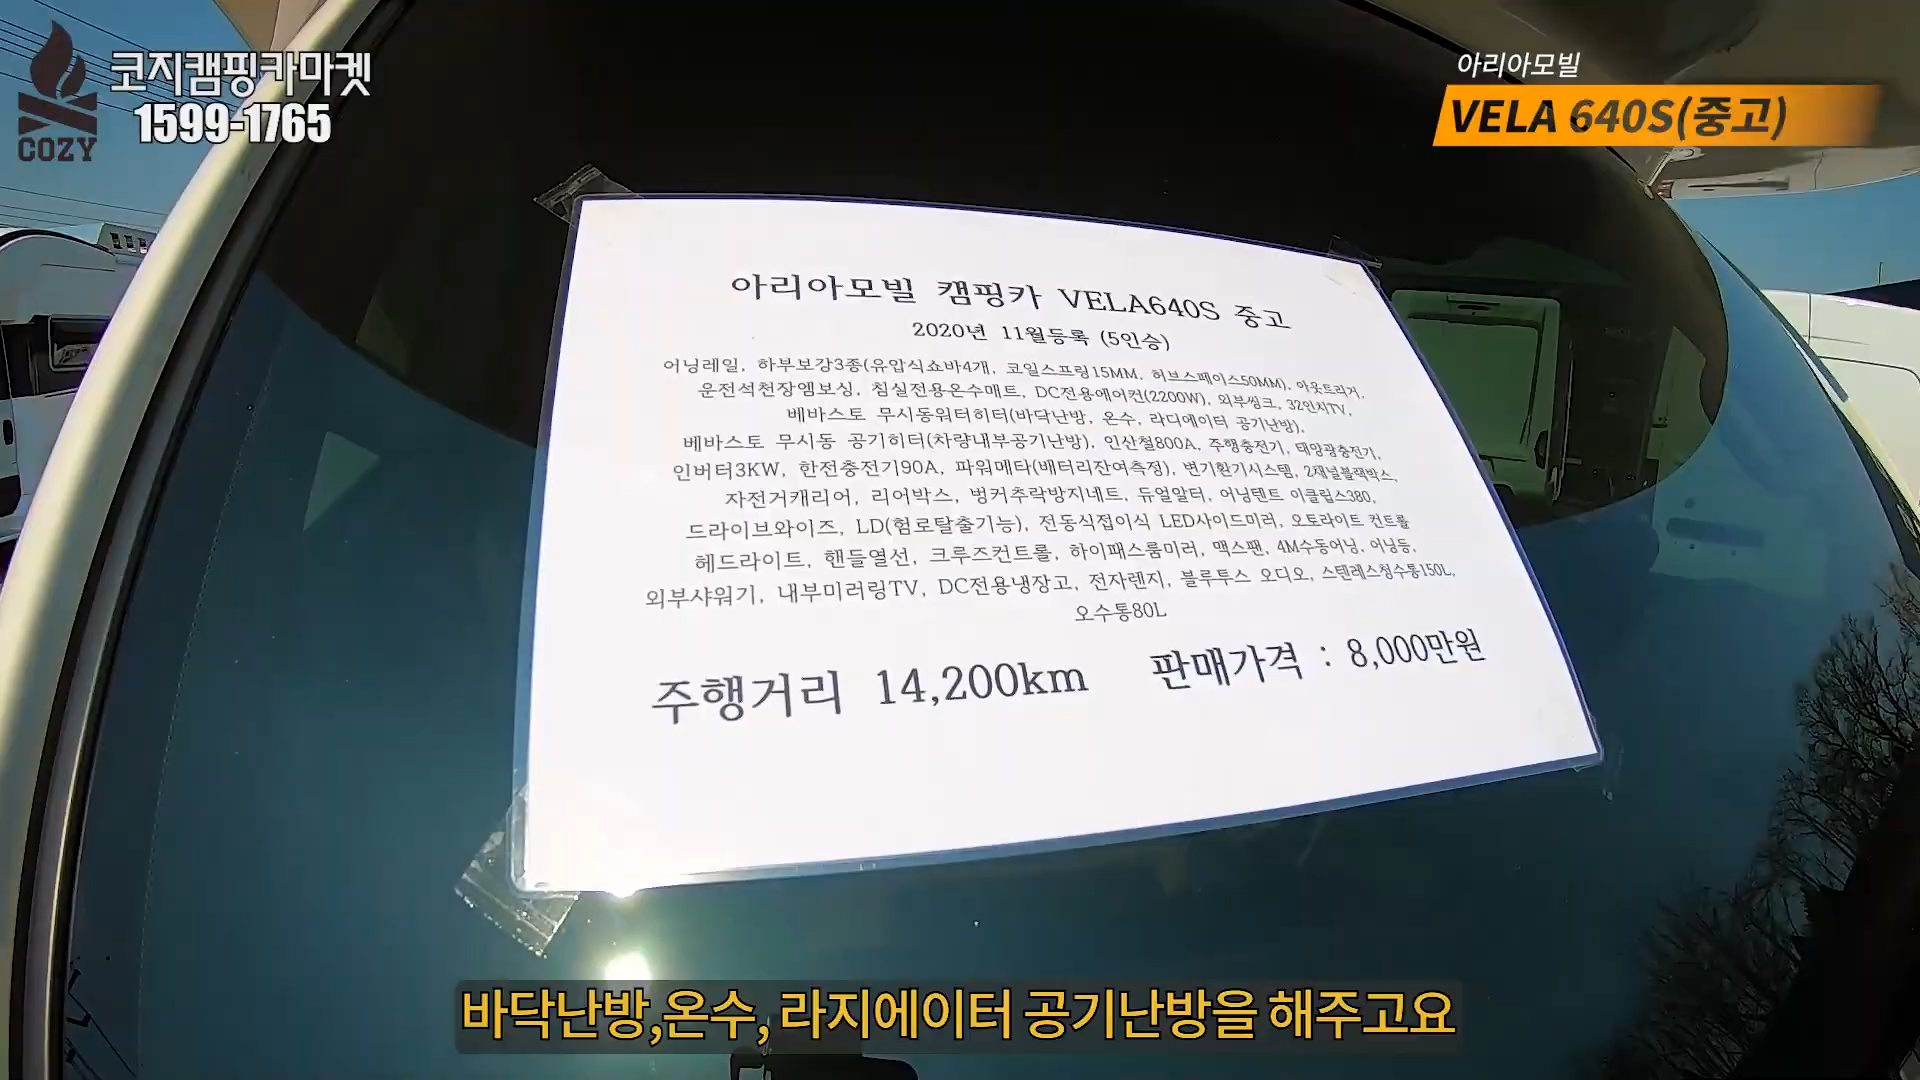 코지캠핑카마켓
1599-1765
COZY
아리아모빌
VELA 640S(중고)
아리아모빌 캠핑카 VELA640S 중고
2020년 11월등록 (5인승)
어닝레일, 하부보강3종(유압식쇼바4개, 코일스프링15MM, 허브스페이스50MM), 아웃트리거,
운전석천장엠보싱, 침실전용온수매트, DC전용에어컨(2200W), 외부씽크, 32인치TV,
베바스토 무시동워터히터(바닥난방, 온수, 라디에이터 공기난방),
베바스토 무시동 공기히터(차량내부공기난방), 인산철800A, 주행충전기, 태양광충전기,
인버터3KW, 한전충전기90A, 파워메타(배터리잔여측정), 변기환기시스템, 2채널블랙박스,
자전거캐리어, 리어박스, 벙커추락방지네트, 듀얼알터, 어닝텐트 이클립스380,
드라이브와이즈, LD(험로탈출기능), 전동식접이식 LED사이드미러, 오토라이트 컨트롤
헤드라이트, 핸들열선, 크루즈컨트롤, 하이패스룸미러, 맥스팬, 4M수동어닝, 어닝등,
외부샤워기, 내부미러링TV, DC전용냉장고, 전자렌지, 블루투스 오디오, 스텐레스청수통150L,
오수통80L
주행거리 14,200km 판매가격 : 8,000만원
바닥난방,온수, 라지에이터 공기난방을 해주고요